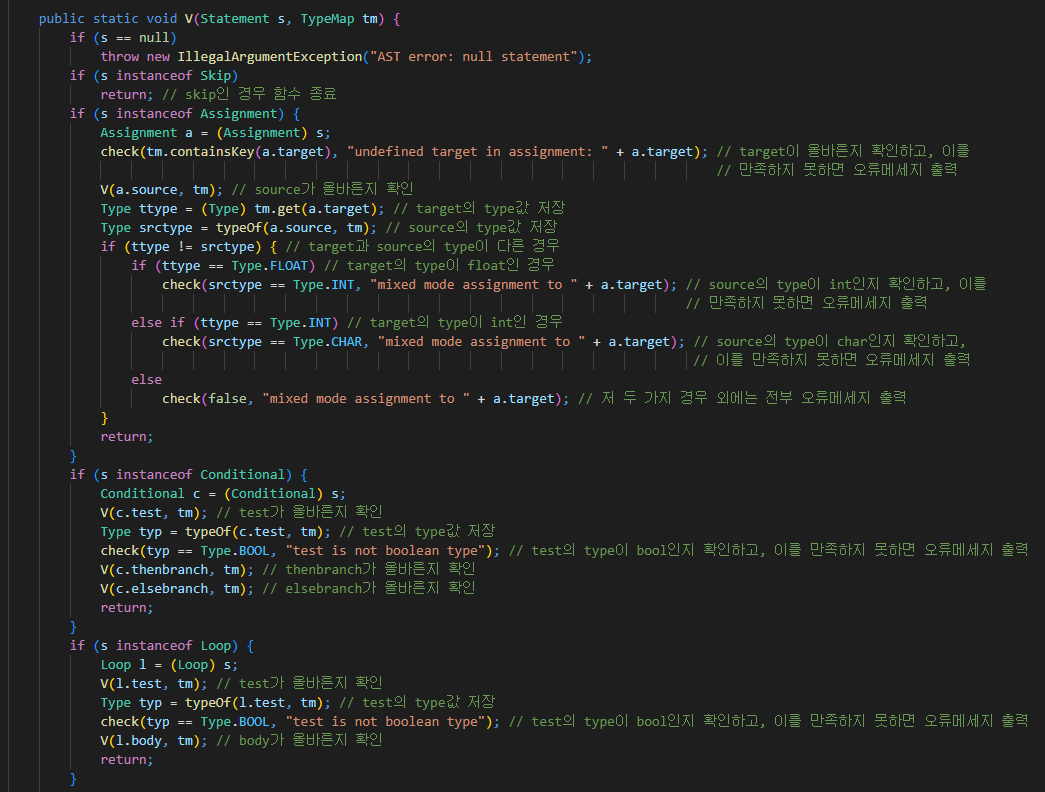 public static void V(Statement s, TypeMap tm) {
if (s == null)
throw new IllegalArgumentException("AST error: null statement");
if (s instanceof Skip)
return; // skip인 경우 함수 종료
if (s instanceof Assignment) {
Assignment a = (Assignment) s;
check(tm.containsKey(a.target), "undefined target in assignment: " + a.target); // target이 올바른지 확인하고, 이를
// 만족하지 못하면 오류메세지 출력
V(a.source, tm); // source가 올바른지 확인
Type ttype = (Type) tm.get(a.target); // target의 type값 저장
Type srctype = typeOf(a.source, tm); // source의 type값 저장
if (ttype != srctype) { // target과 source의 type이 다른 경우
if (ttype == Type.FLOAT) // target의 type이 float인 경우
check(srctype == Type.INT, "mixed mode assignment to " + a.target); // source의 type이 int인지 확인하고, 이를
// 만족하지 못하면 오류메세지 출력
else if (ttype == Type.INT) // target의 type이 int인 경우
check(srctype == Type.CHAR, "mixed mode assignment to " + a.target); // source의 type이 char인지 확인하고,
// 이를 만족하지 못하면 오류메세지 출력
else
check(false, "mixed mode assignment to " + a.target); // 저 두 가지 경우 외에는 전부 오류메세지 출력
}
return;
}
if (s instanceof Conditional) {
Conditional c = (Conditional) s;
V(c.test, tm); // test가 올바른지 확인
Type typ = typeOf(c.test, tm); // test의 type값 저장
check(typ == Type.BOOL, "test is not boolean type"); // test의 type이 bool인지 확인하고, 이를 만족하지 못하면 오류메세지 출력
V(c.thenbranch, tm); // thenbranch가 올바른지 확인
V(c.elsebranch, tm); // elsebranch가 올바른지 확인
return;
}
if (s instanceof Loop) {
Loop l = (Loop) s;
V(l.test, tm); // test가 올바른지 확인
Type typ = typeOf(l.test, tm); // test의 type값 저장
check(typ == Type.BOOL, "test is not boolean type"); // test의 type이 bool인지 확인하고, 이를 만족하지 못하면 오류메세지 출력
V(l.body, tm); // body가 올바른지 확인
return;
}